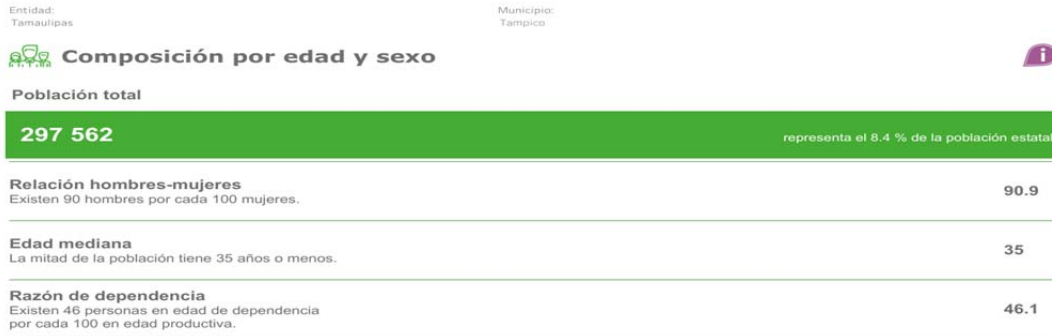 Entidad:
Tamaulipas
Municipio:
Tampico
Composición por edad y sexo
i
Población total
297 562
representa el 8.4 % de la población estatal
Relación hombres-mujeres
Existen 90 hombres por cada 100 mujeres.
90.9
Edad mediana
La mitad de la población tiene 35 años o menos.
35
Razón de dependencia
Existen 46 personas en edad de dependencia
por cada 100 en edad productiva.
46.1